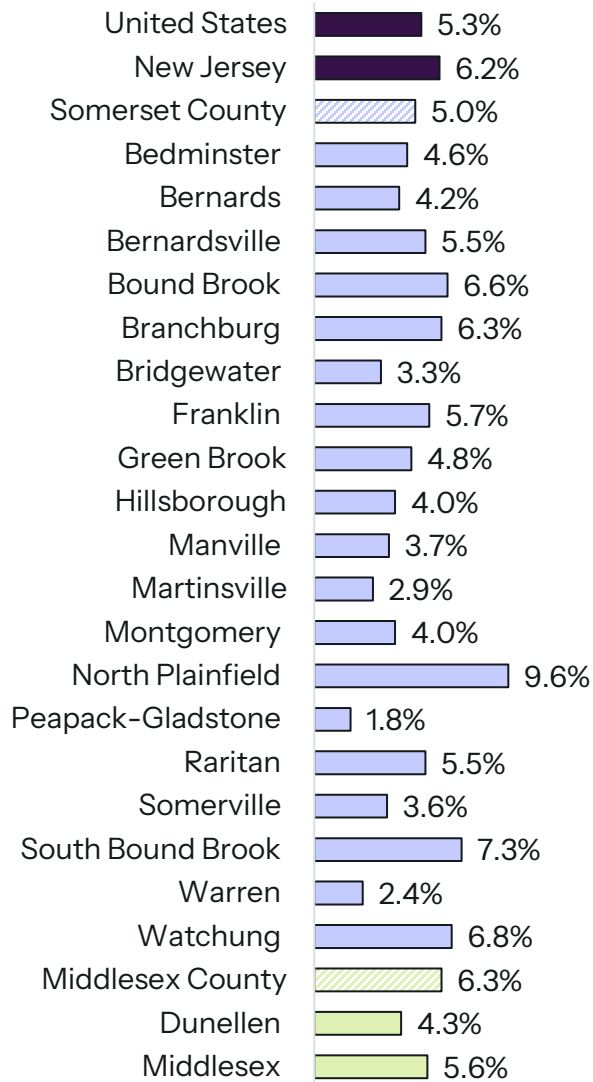 United States 5.3%
New Jersey 6.2%
Somerset County 5.0%
Bedminster 4.6%
Bernards 4.2%
Bernardsville 5.5%
Bound Brook 6.6%
Branchburg 6.3%
Bridgewater 3.3%
Franklin 5.7%
Green Brook 4.8%
Hillsborough 4.0%
Manville 3.7%
Martinsville 2.9%
Montgomery 4.0%
North Plainfield 9.6%
Peapack-Gladstone 1.8%
Raritan 5.5%
Somerville 3.6%
South Bound Brook 7.3%
Warren 2.4%
Watchung 6.8%
Middlesex County 6.3%
Dunellen 4.3%
Middlesex 5.6%